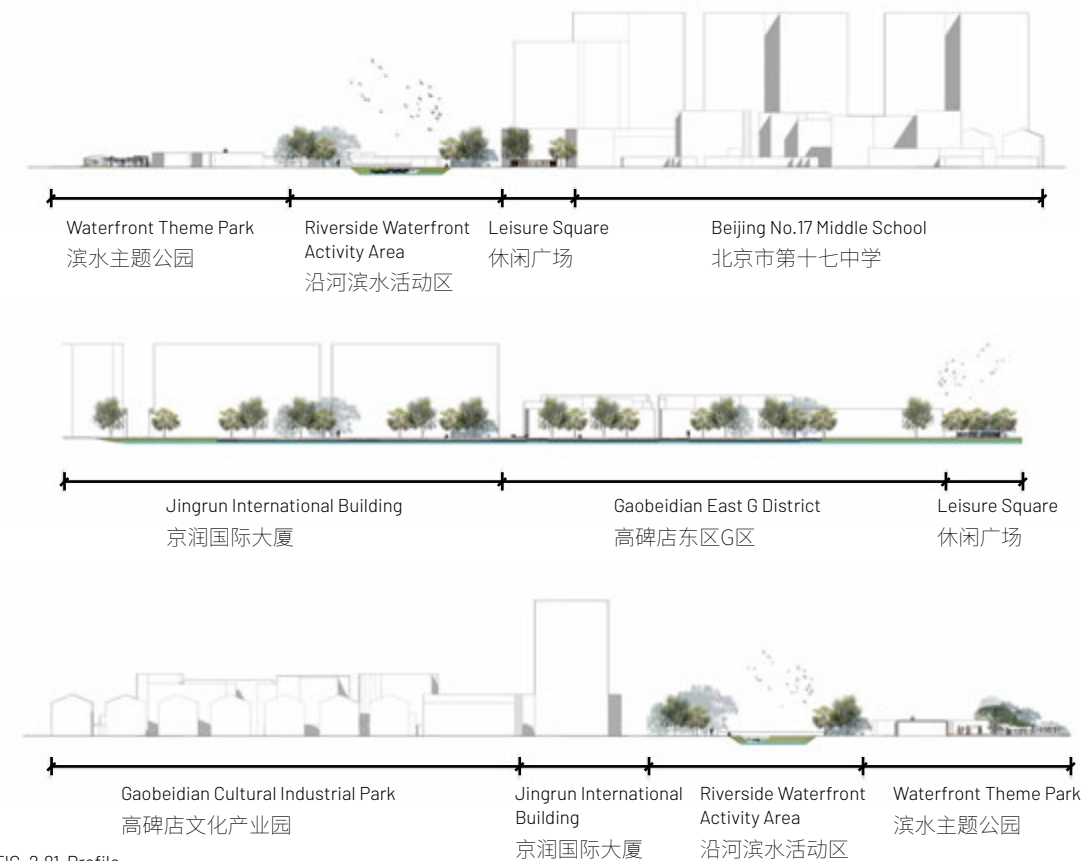 Waterfront Theme Park
滨水主题公园
Riverside Waterfront
Activity Area
沿河滨水活动区
Leisure Square
休闲广场
Beijing No.17 Middle School
北京市第十七中学
Jingrun International Building
京润国际大厦
Gaobeidian East G District
高碑店东区G区
Leisure Square
休闲广场
Gaobeidian Cultural Industrial Park
高碑店文化产业园
Jingrun International
Building
京润国际大厦
Riverside Waterfront
Activity Area
沿河滨水活动区
Waterfront Theme Park
滨水主题公园
FIG. 2.81 Profile